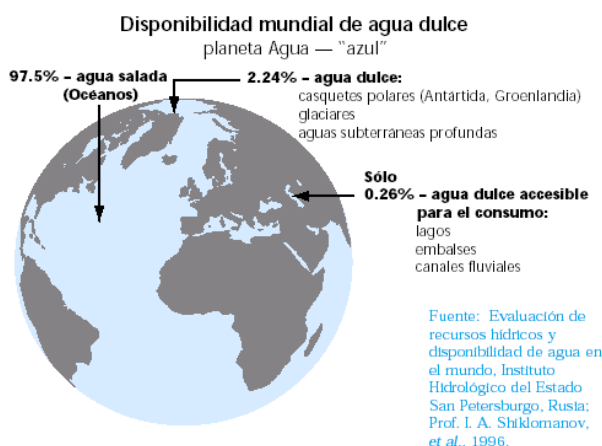 Disponibilidad mundial de agua dulce
planeta Agua — “azul”
97.5% – agua salada
(Océanos)
2.24% – agua dulce:
casquetes polares (Antártida, Groenlandia)
glaciares
aguas subterráneas profundas
Sólo
0.26% – agua dulce accesible
para el consumo:
lagos
embalses
canales fluviales
Fuente: Evaluación de
recursos hídricos y
disponibilidad de agua en
el mundo, Instituto
Hidrológico del Estado
San Petersburgo, Rusia;
Prof. I. A. Shiklomanov,
et al., 1996.